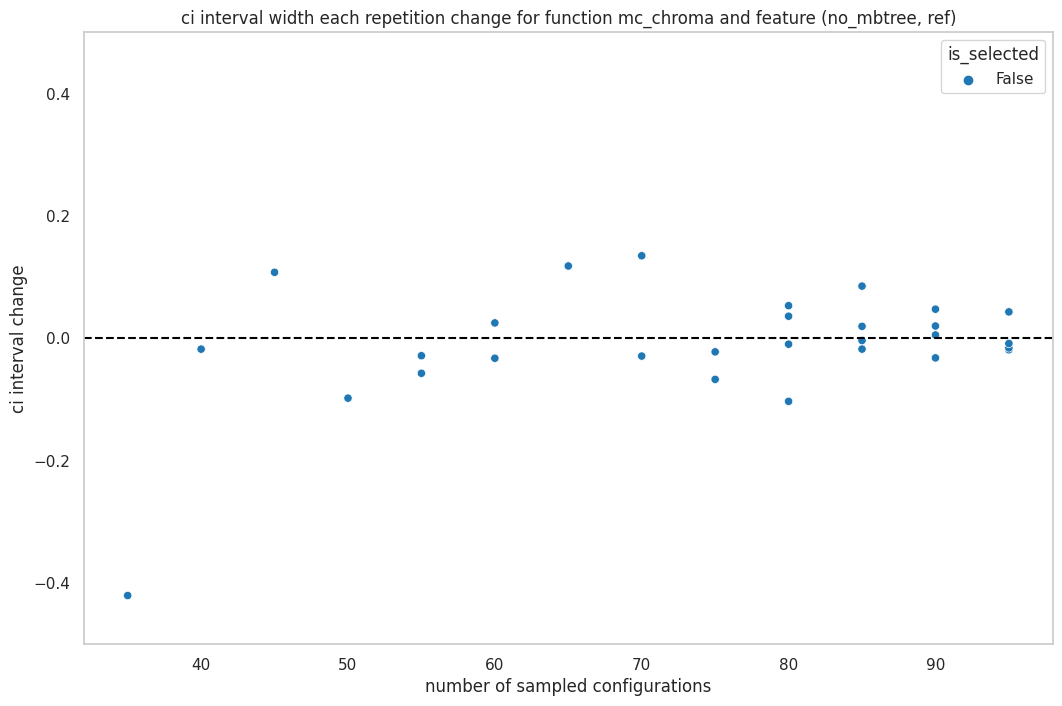 ci interval width each repetition change for function mc_chroma and feature (no_mbtree, ref)
is_selected
False
0.4
0.2
0.0
−0.2
−0.4
ci interval change
40 50 60 70 80 90
number of sampled configurations